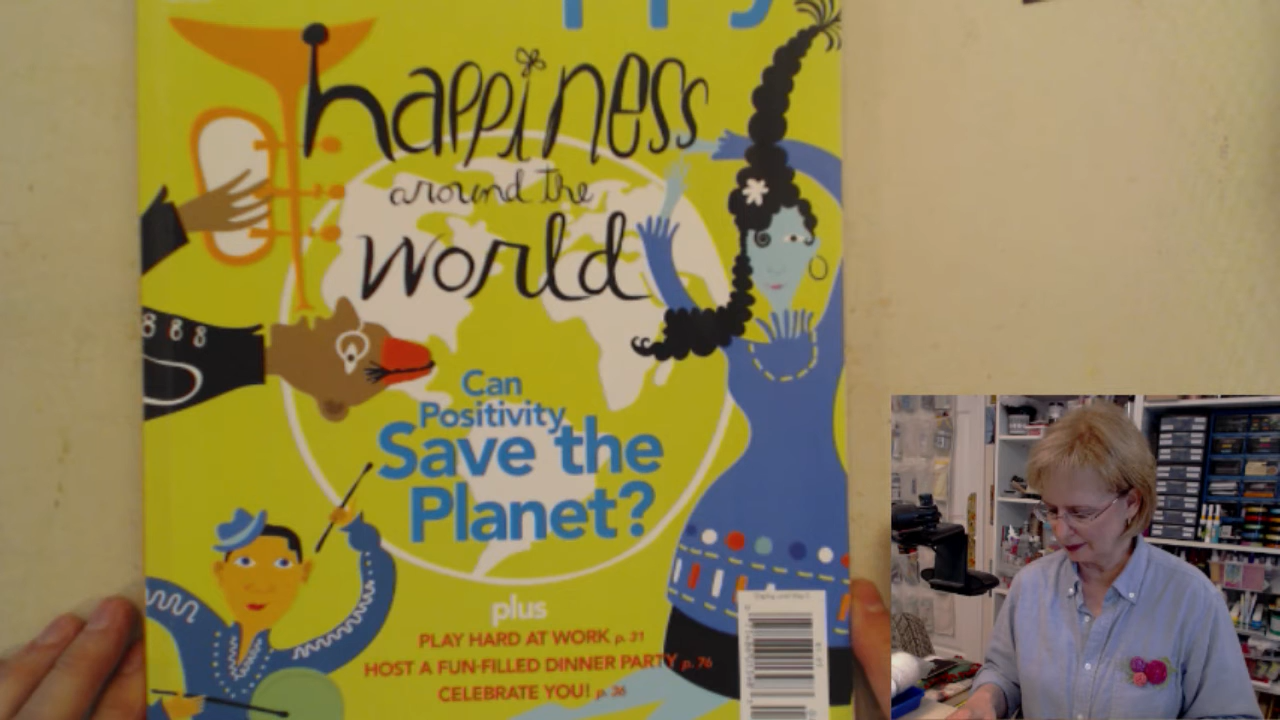 happiness
around the
world
Can
Positivity
Save the
Planet?
plus
PLAY HARD AT WORK p. 31
HOST A FUN-FILLED DINNER PARTY p. 76
CELEBRATE YOU! p. 36